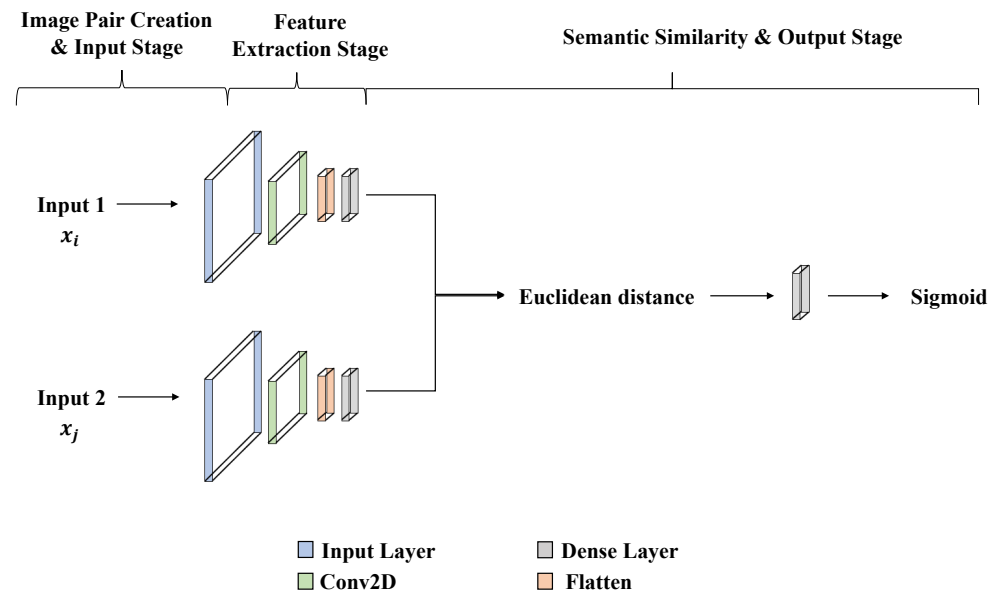 Image Pair Creation
& Input Stage
Feature
Extraction Stage
Semantic Similarity & Output Stage
Input 1
x_i
Euclidean distance
Sigmoid
Input 2
x_j
Input Layer
Dense Layer
Conv2D
Flatten